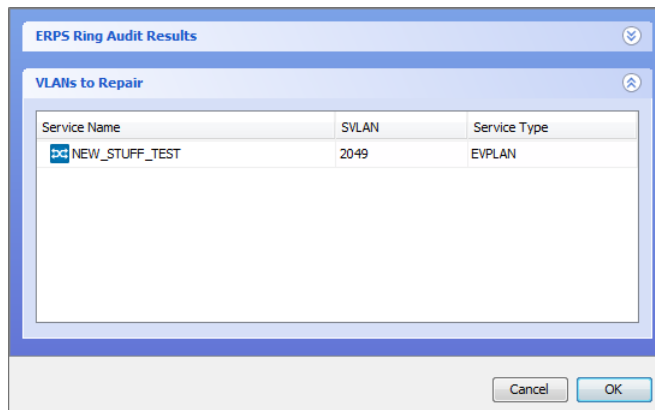 ERPS Ring Audit Results
VLANs to Repair
Service Name SVLAN Service Type
NEW_STUFF_TEST 2049 EVPLAN
Cancel OK